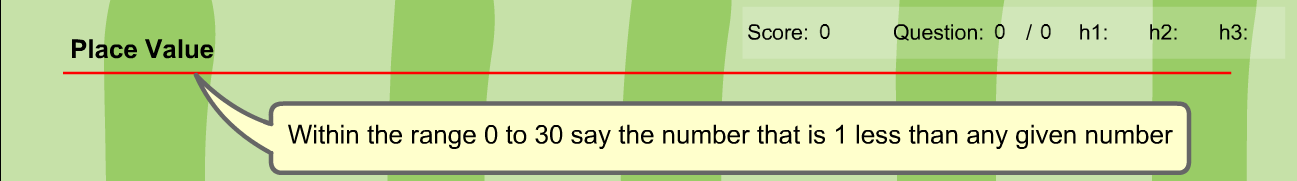 Score: 0 Question: 0 / 0 h1: h2: h3:
Place Value
Within the range 0 to 30 say the number that is 1 less than any given number